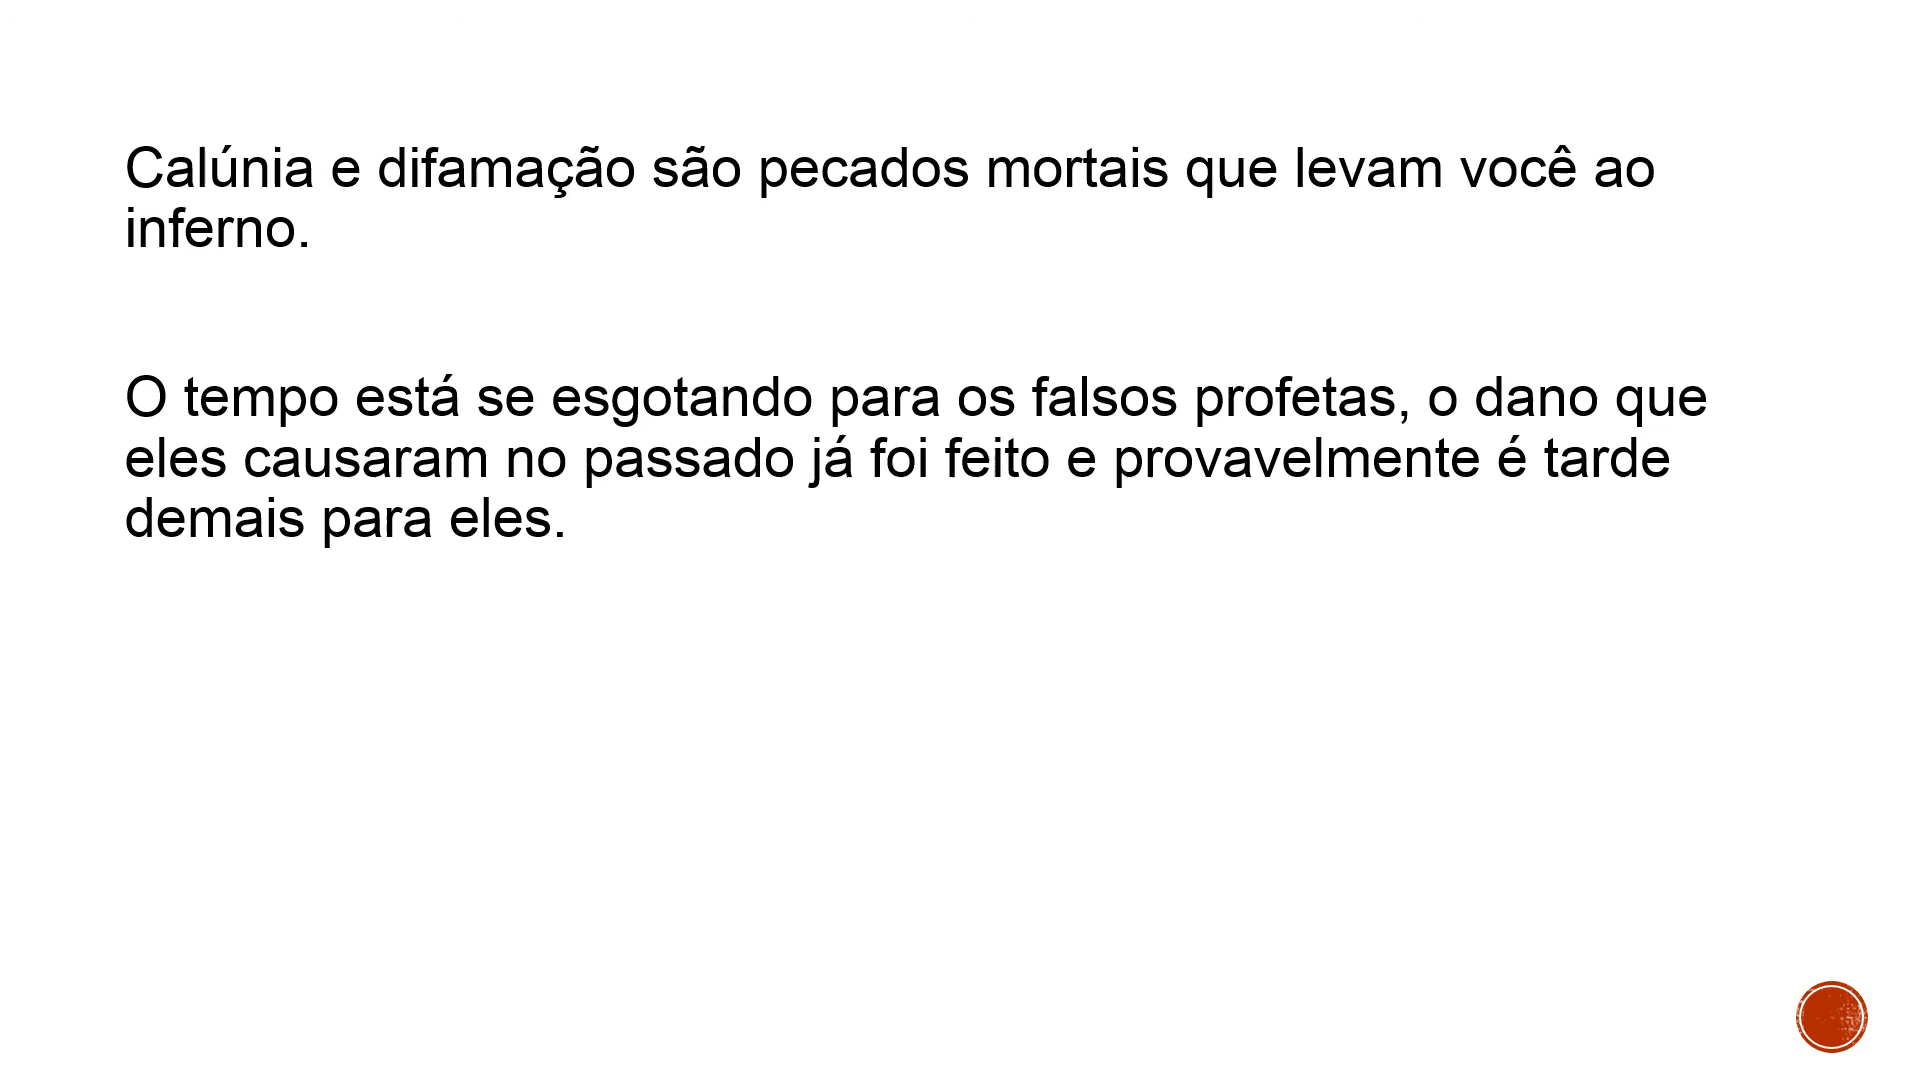 Calúnia e difamação são pecados mortais que levam você ao
inferno.
O tempo está se esgotando para os falsos profetas, o dano que
eles causaram no passado já foi feito e provavelmente é tarde
demais para eles.